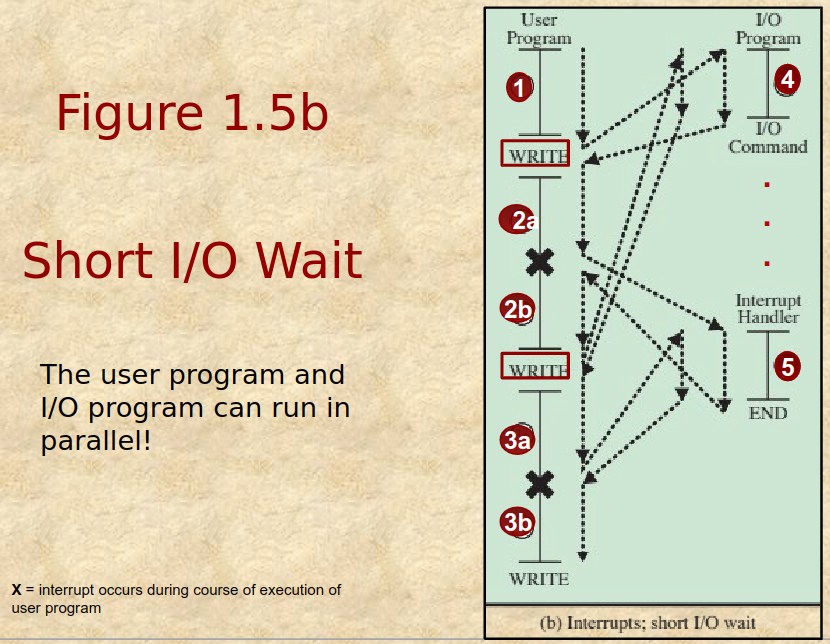 Figure 1.5b
Short I/O Wait
The user program and
I/O program can run in
parallel!
X = interrupt occurs during course of execution of
user program
User
Program
I/O
Program
1
4
I/O
Command
WRITE
2a
2b
Interrupt
Handler
WRITE
5
END
3a
3b
WRITE
(b) Interrupts; short I/O wait